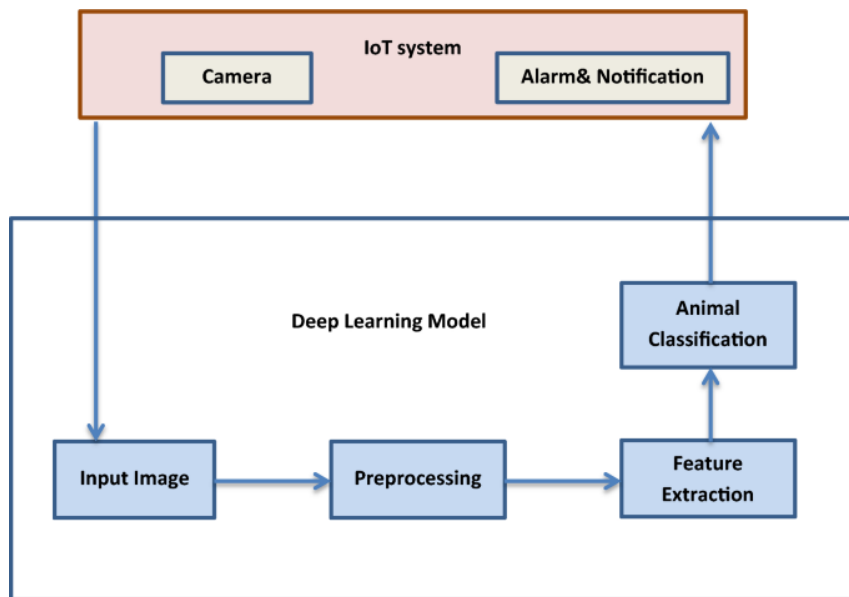 IoT system
Camera
Alarm& Notification
Deep Learning Model
Animal
Classification
Input Image
Preprocessing
Feature
Extraction